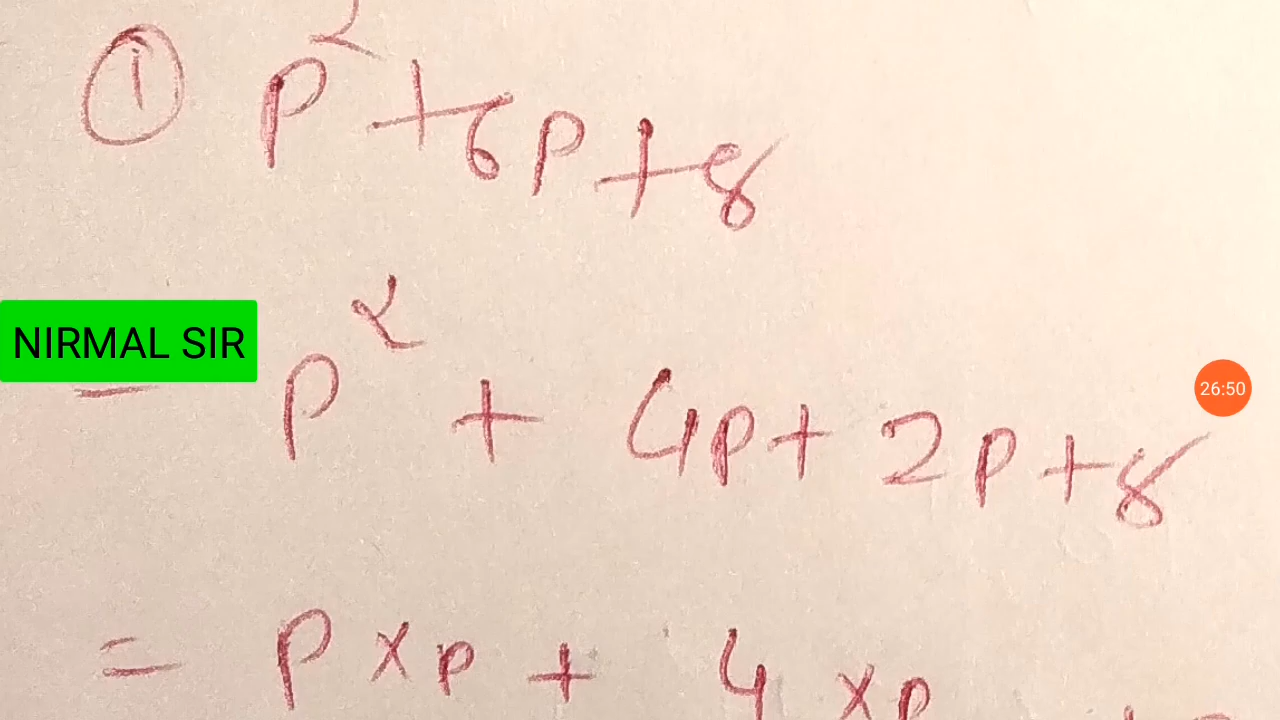 ① p² + 6p + 8
NIRMAL SIR
= p² + 4p + 2p + 8
26:50
= p × p + 4 × p +